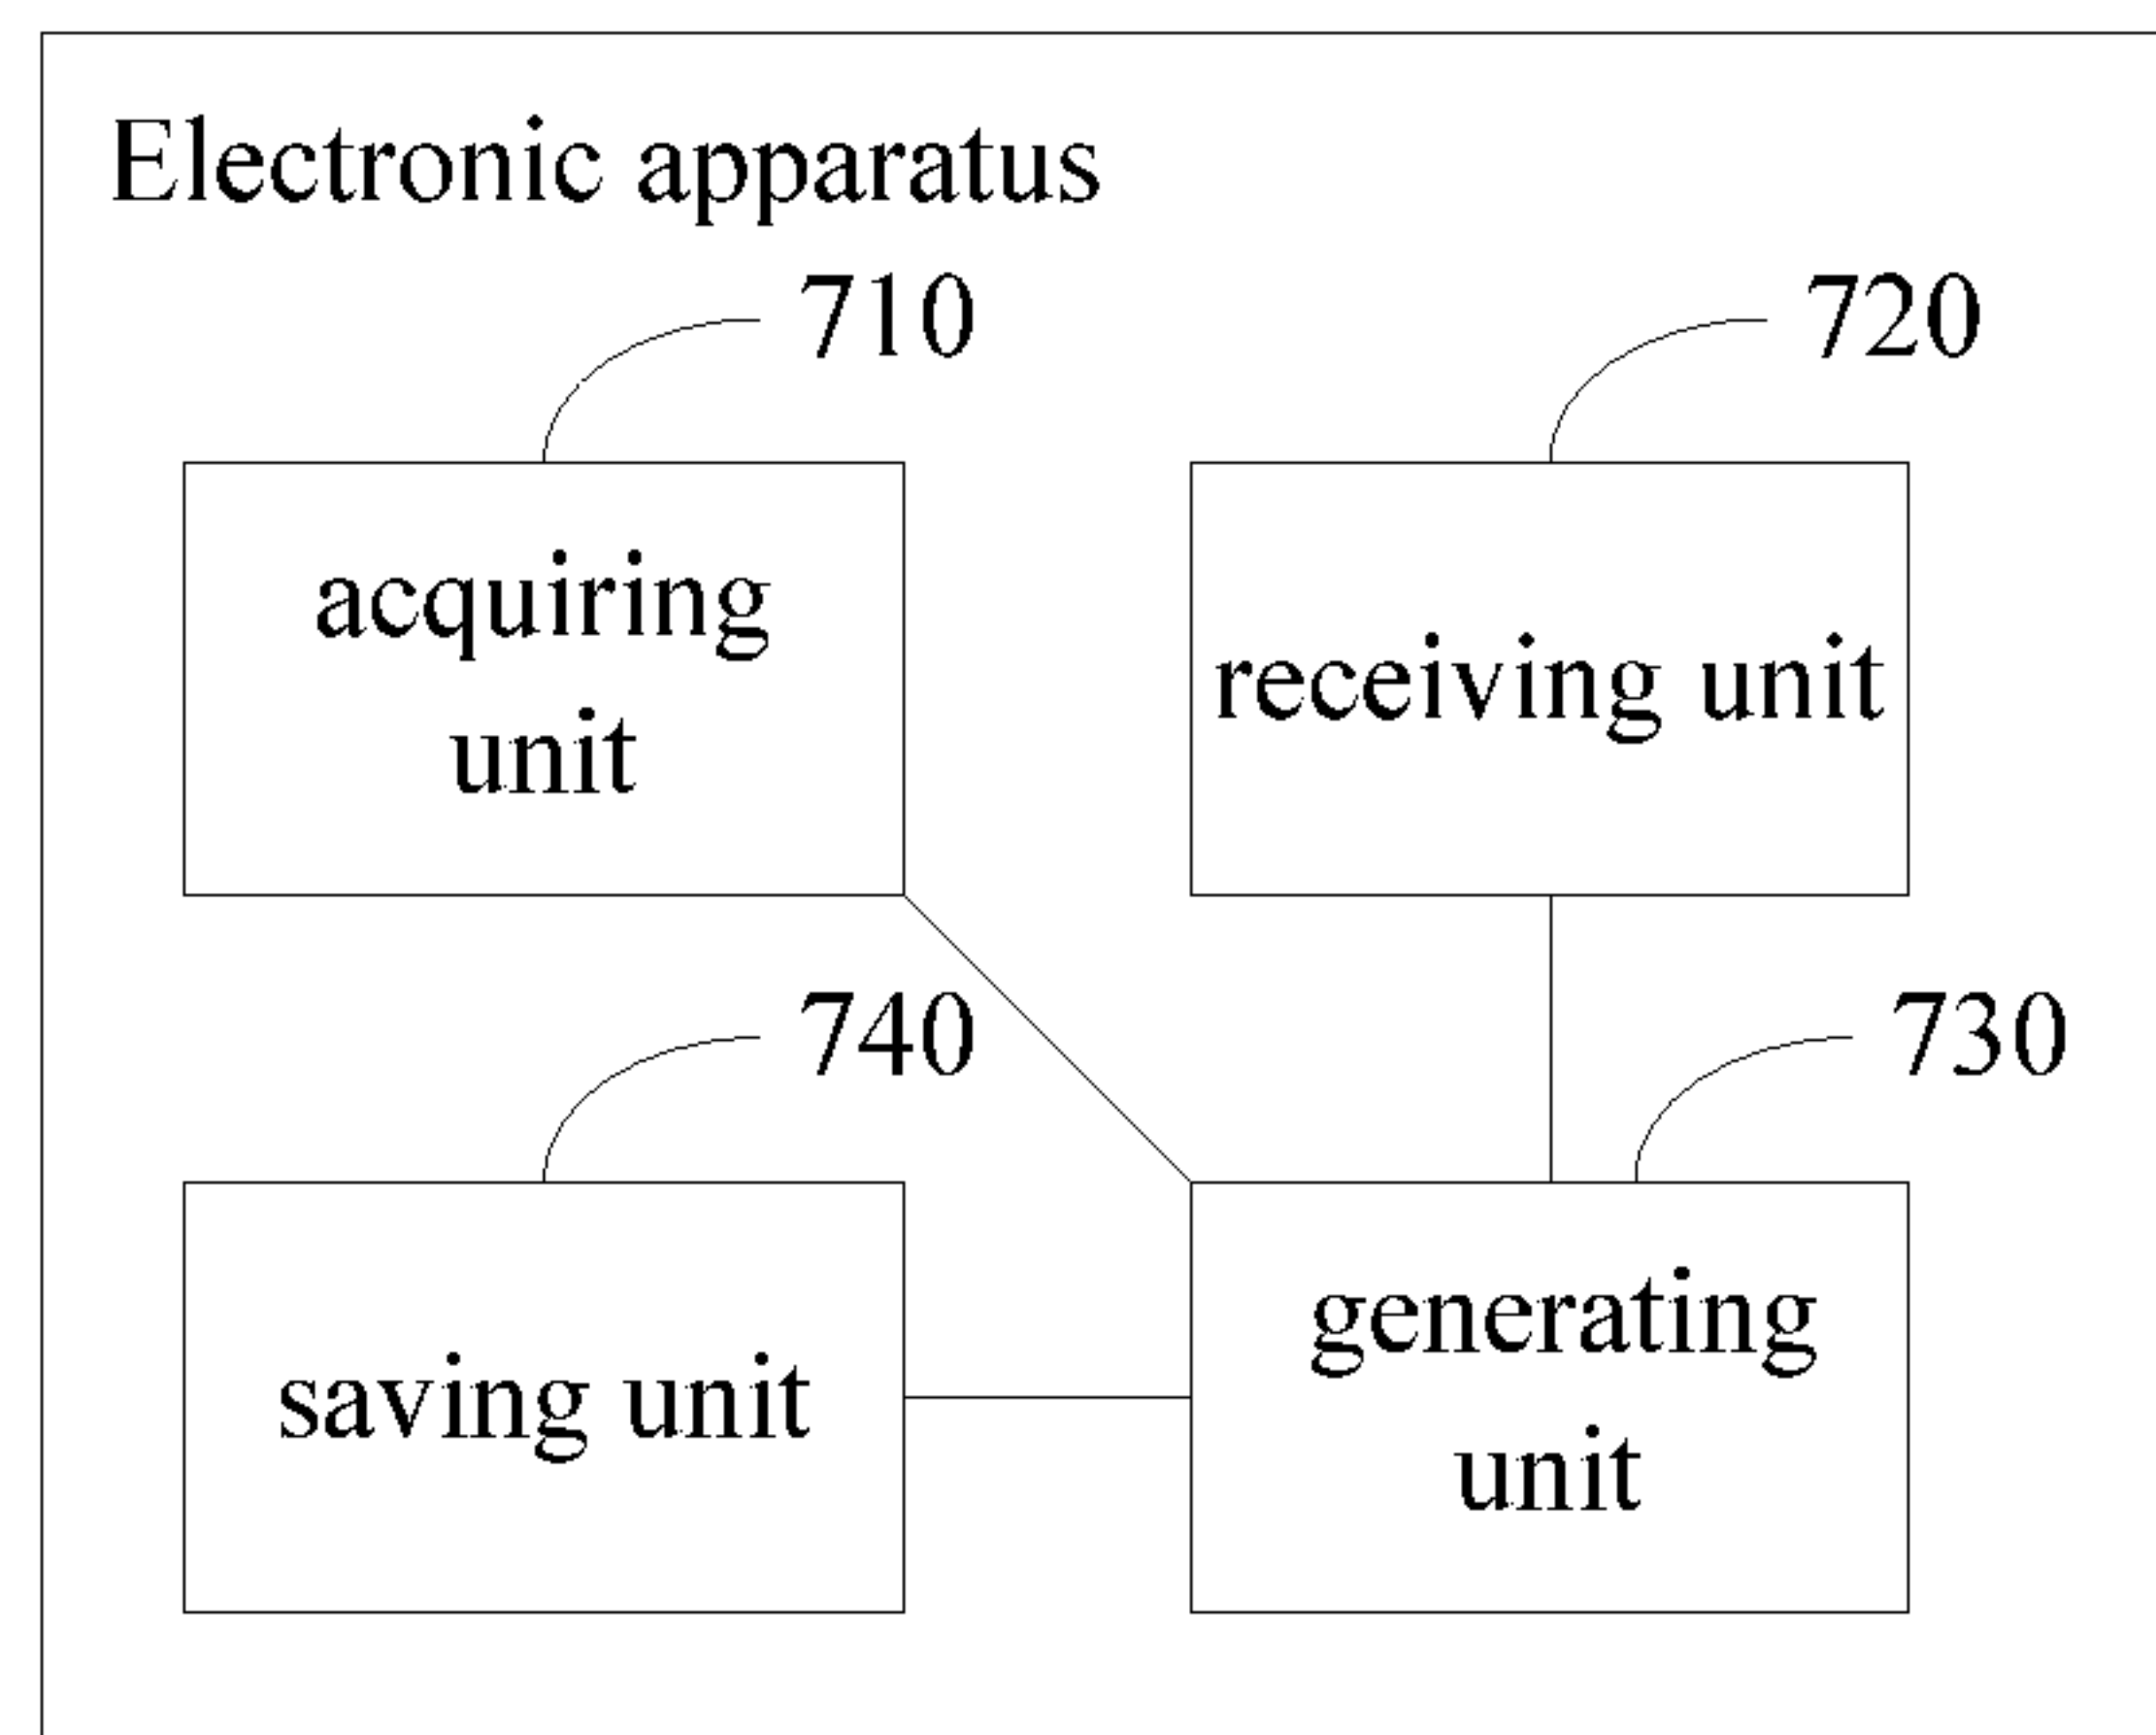 Electronic apparatus
710
720
acquiring
unit
receiving unit
740
730
saving unit
generating
unit